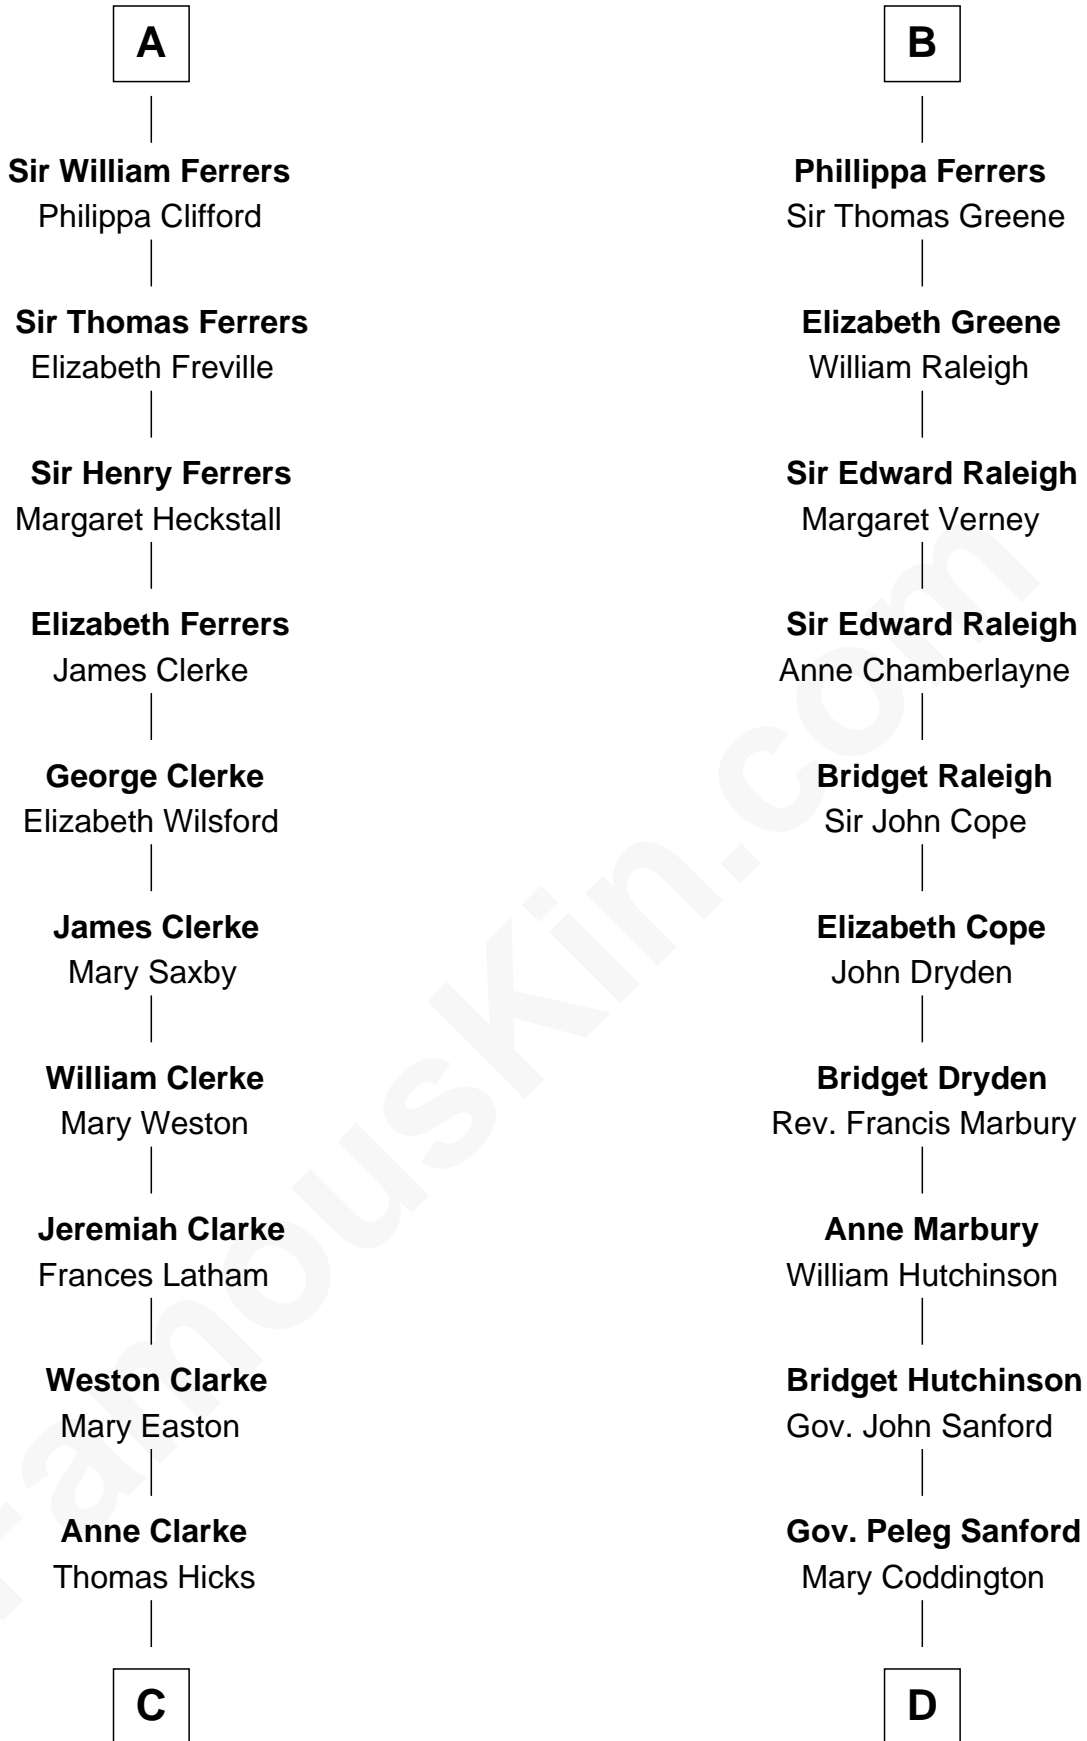 A
Sir William Ferrers
Philippa Clifford
Sir Thomas Ferrers
Elizabeth Freville
Sir Henry Ferrers
Margaret Heckstall
Elizabeth Ferrers
James Clerke
George Clerke
Elizabeth Wilsford
James Clerke
Mary Saxby
William Clerke
Mary Weston
Jeremiah Clarke
Frances Latham
Weston Clarke
Mary Easton
Anne Clarke
Thomas Hicks
C
B
Phillippa Ferrers
Sir Thomas Greene
Elizabeth Greene
William Raleigh
Sir Edward Raleigh
Margaret Verney
Sir Edward Raleigh
Anne Chamberlayne
Bridget Raleigh
Sir John Cope
Elizabeth Cope
John Dryden
Bridget Dryden
Rev. Francis Marbury
Anne Marbury
William Hutchinson
Bridget Hutchinson
Gov. John Sanford
Gov. Peleg Sanford
Mary Coddington
D
FamousKin.com